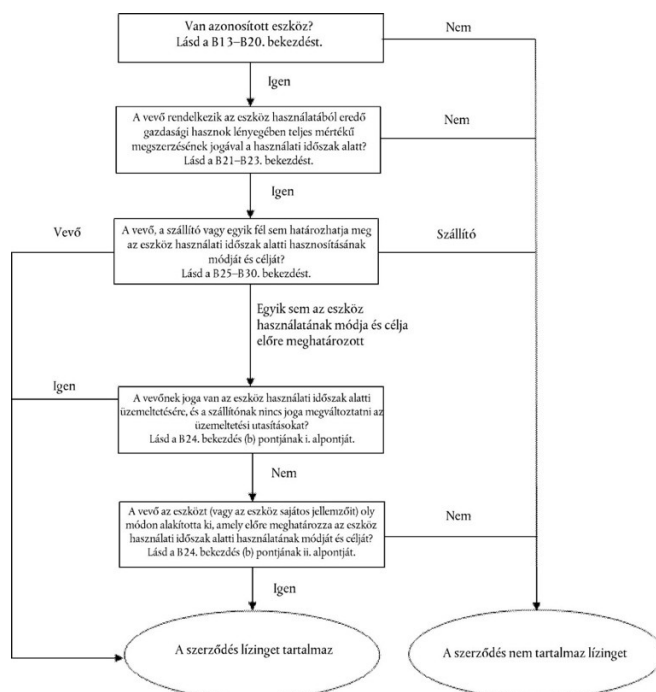 Van azonosított eszköz?
Lásd a B13–B20. bekezdést.
Nem
Igen
A vevő rendelkezik az eszköz használatából eredő
gazdasági hasznok lényegében teljes mértékű
megszerzésének jogával a használati időszak alatt?
Lásd a B21–B23. bekezdést.
Nem
Igen
Vevő
A vevő, a szállító vagy egyik fél sem határozhatja meg
az eszköz használati időszak alatti hasznosításának
módját és célját?
Lásd a B25–B30. bekezdést.
Szállító
Egyik sem az eszköz
használatának módja és célja
előre meghatározott
Igen
A vevőnek joga van az eszköz használati időszak alatti
üzemeltetésére, és a szállítónak nincs joga megváltoztatni az
üzemeltetési utasításokat?
Lásd a B24. bekezdés (b) pontjának i. alpontját.
Nem
A vevő az eszközt (vagy az eszköz sajátos jellemzőit) oly
módon alakította ki, amely előre meghatározza az eszköz
használati időszak alatti használatának módját és célját?
Lásd a B24. bekezdés (b) pontjának ii. alpontját.
Nem
Igen
A szerződés lízinget tartalmaz
A szerződés nem tartalmaz lízinget